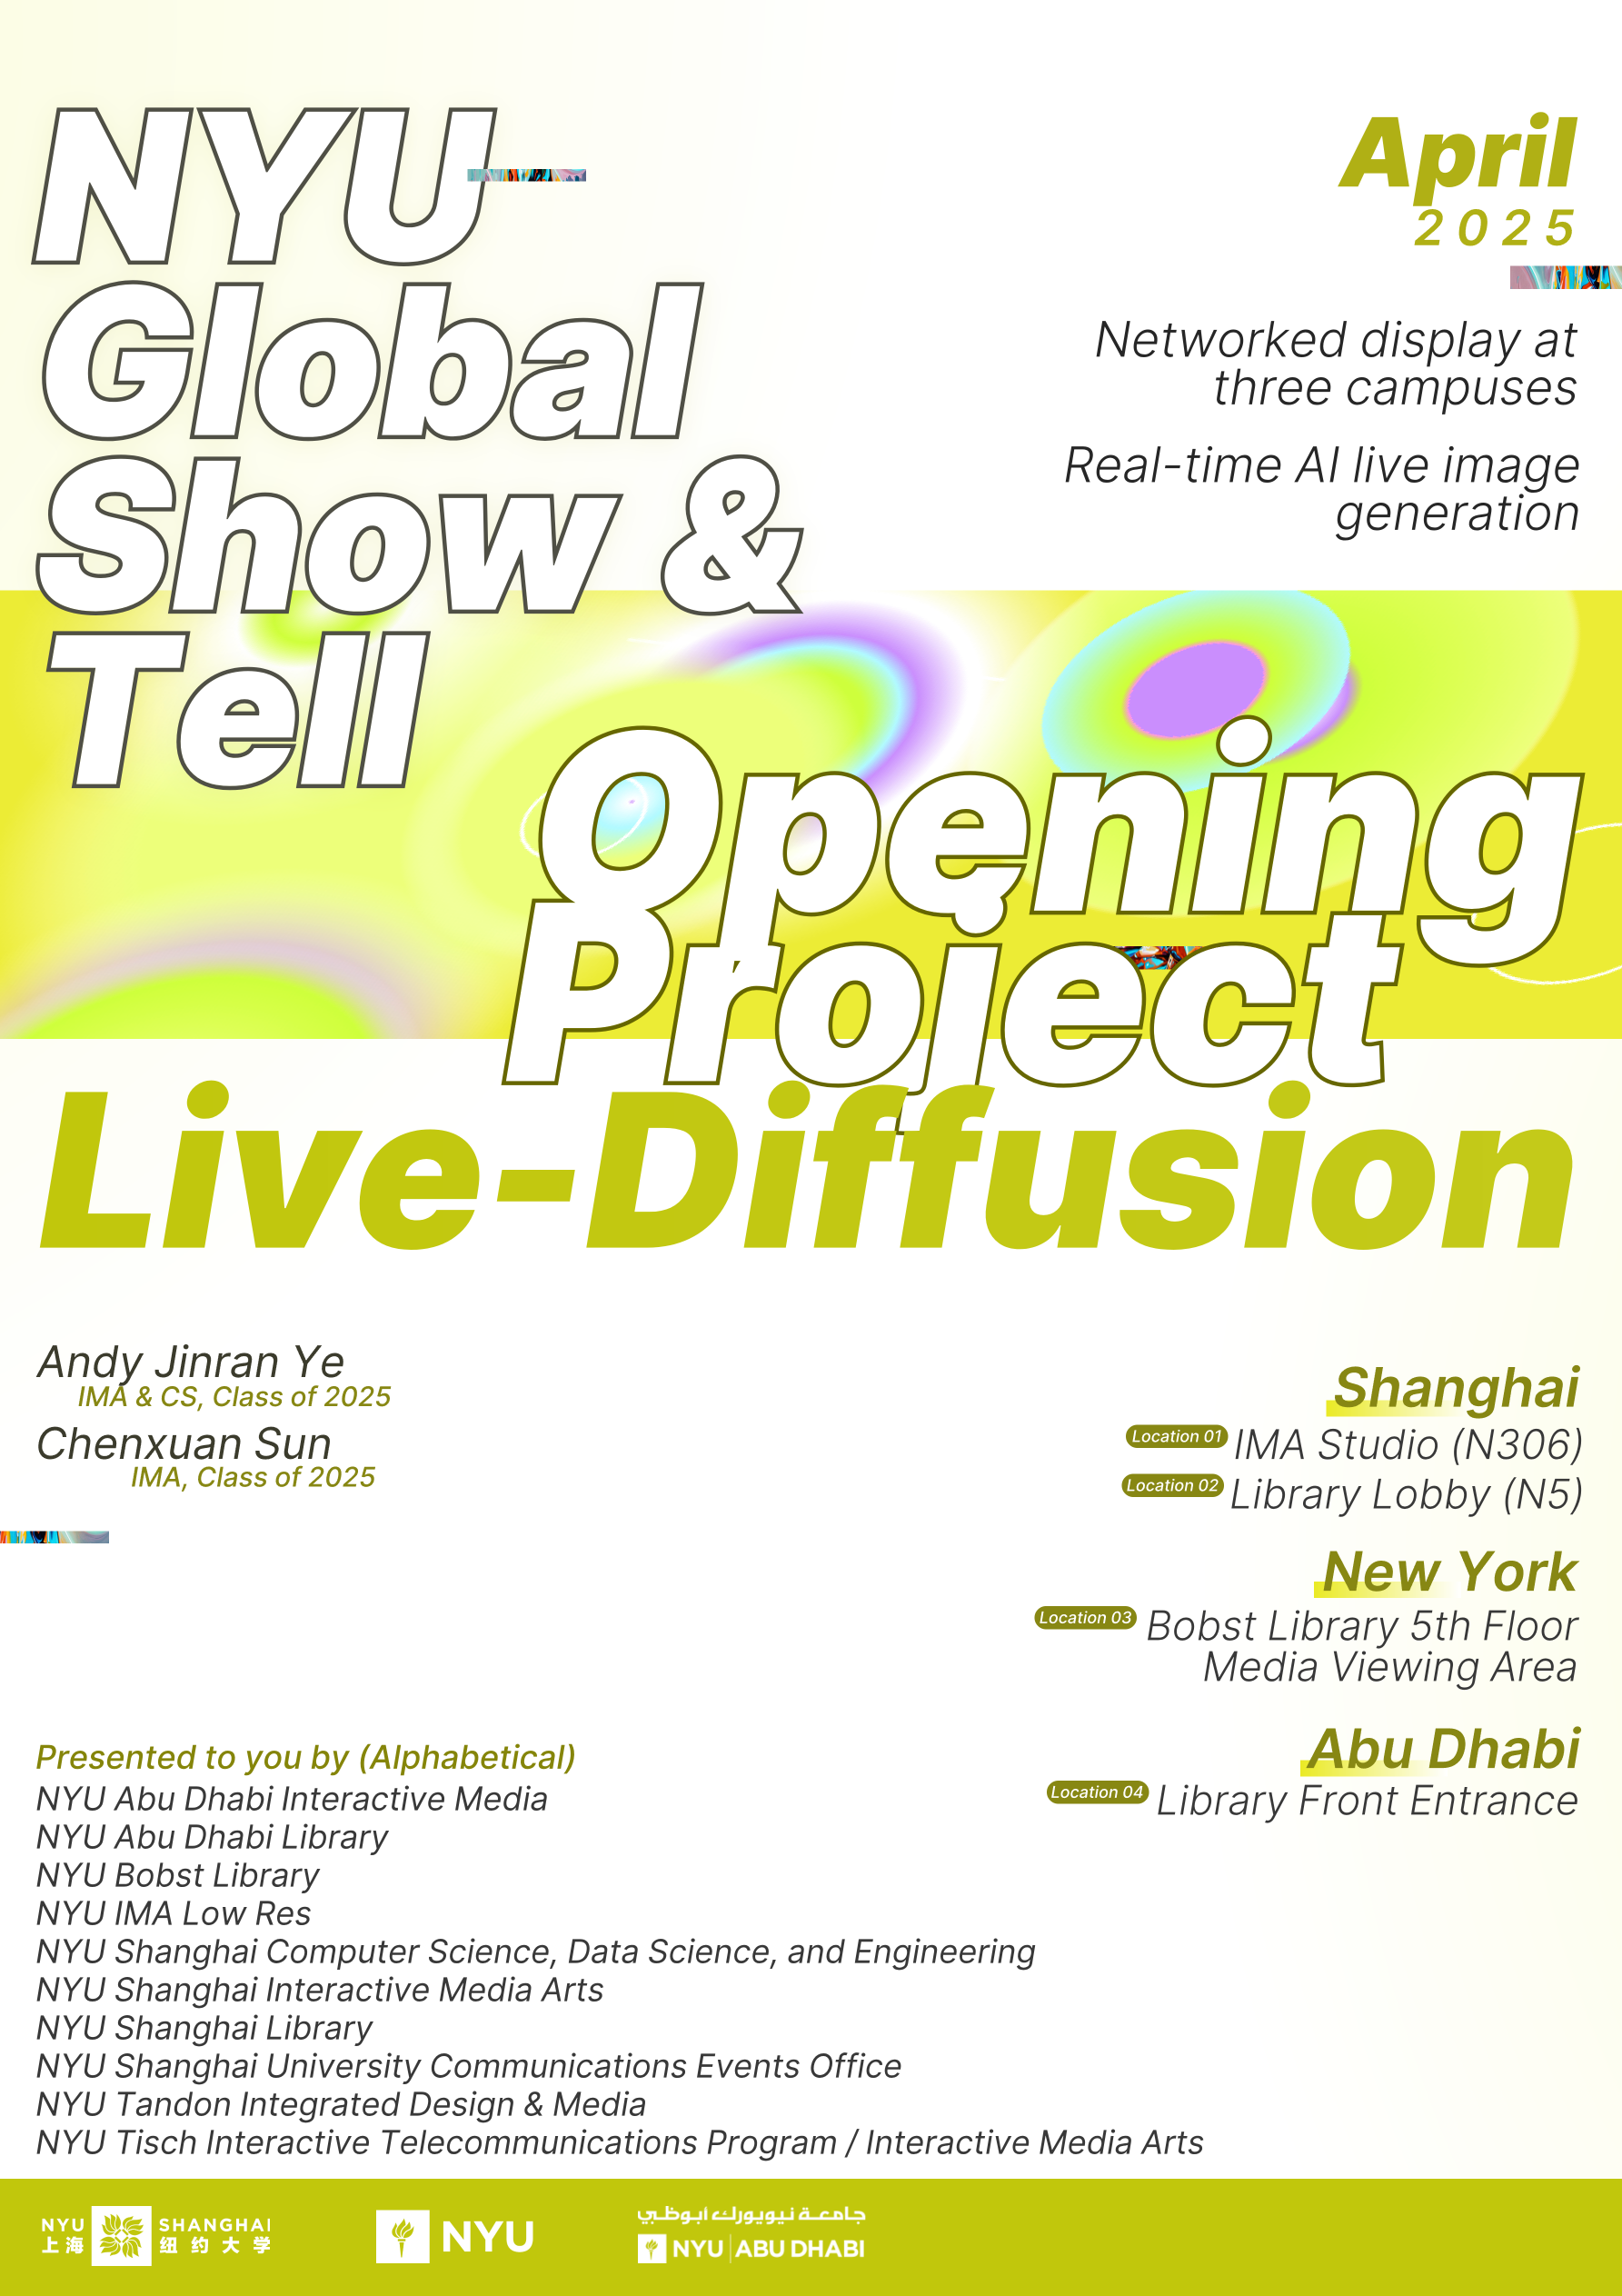 NYU
Global
Show &
Tell
April
2025
Networked display at
three campuses
Real-time AI live image
generation
Opening
Project
Live-Diffusion
Andy Jinran Ye
IMA & CS, Class of 2025
Chenxuan Sun
IMA, Class of 2025
Shanghai
Location 01 IMA Studio (N306)
Location 02 Library Lobby (N5)
New York
Location 03 Bobst Library 5th Floor
Media Viewing Area
Abu Dhabi
Location 04 Library Front Entrance
Presented to you by (Alphabetical)
NYU Abu Dhabi Interactive Media
NYU Abu Dhabi Library
NYU Bobst Library
NYU IMA Low Res
NYU Shanghai Computer Science, Data Science, and Engineering
NYU Shanghai Interactive Media Arts
NYU Shanghai Library
NYU Shanghai University Communications Events Office
NYU Tandon Integrated Design & Media
NYU Tisch Interactive Telecommunications Program / Interactive Media Arts
NYU SHANGHAI
上海 纽约大学
NYU
جامعة نيويورك أبوظبي
NYU ABU DHABI